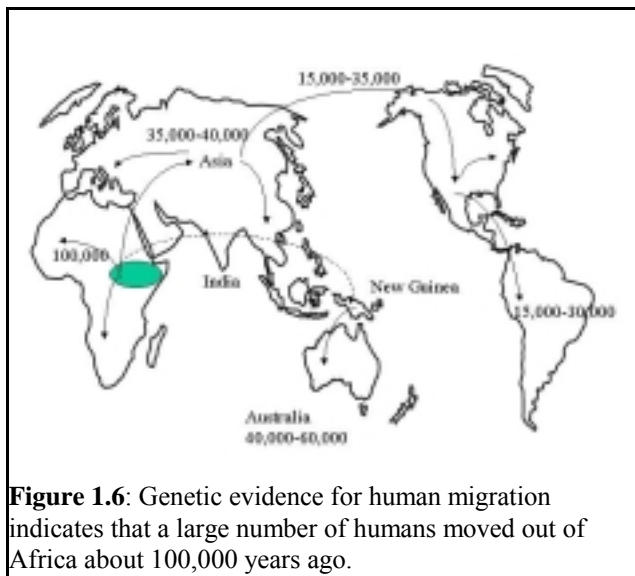 15,000-35,000
35,000-40,000
Asia
100,000
India
New Guinea
15,000-30,000
Australia
40,000-60,000
Figure 1.6: Genetic evidence for human migration
indicates that a large number of humans moved out of
Africa about 100,000 years ago.